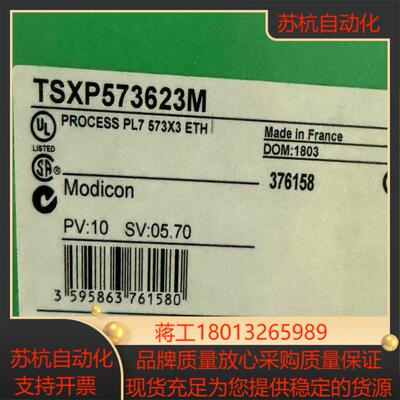 苏杭自动化
TSXP573623M
PROCESS PL7 573X3 ETH
UL
LISTED
Made in France
DOM:1803
SA
376158
Modicon
PV:10 SV:05.70
3 595863 761580
蒋工18013265989
苏杭自动化
支持开票
品牌质量放心采购质量保证
现货充足为您提供稳定的货源